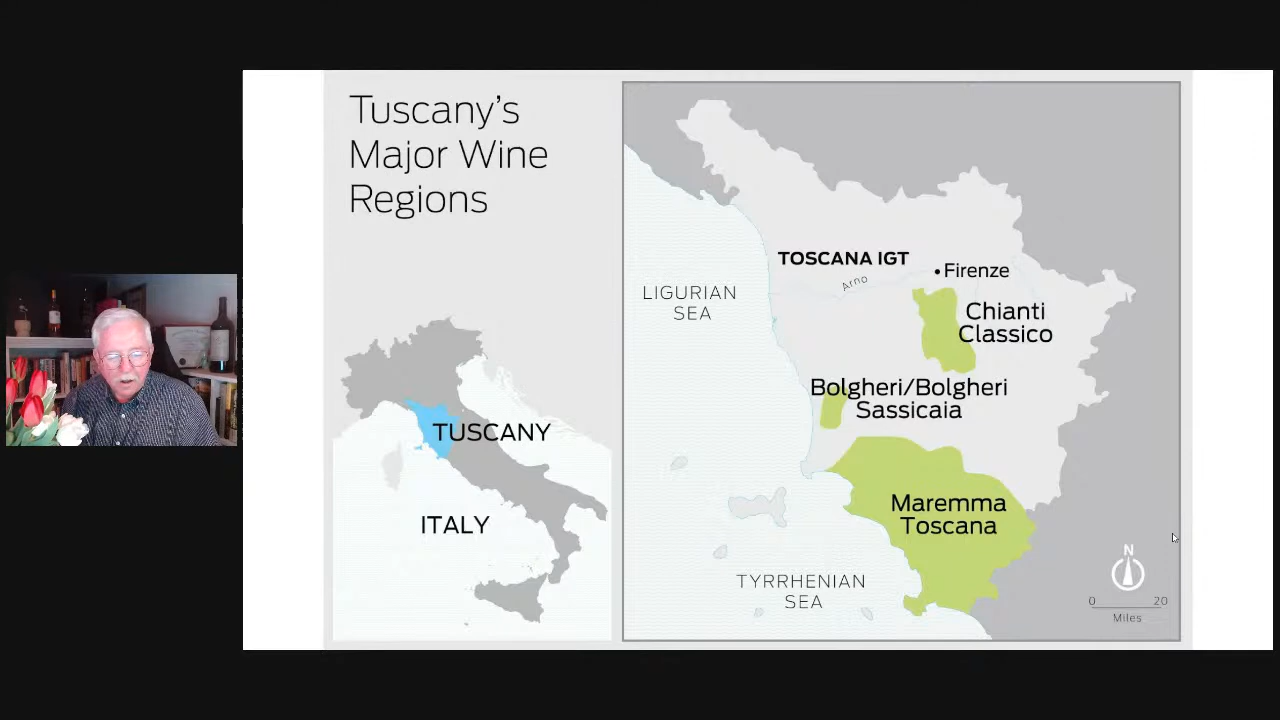 Tuscany's
Major Wine
Regions
TUSCANY
ITALY
TOSCANA IGT
Firenze
Arno
LIGURIAN
SEA
Chianti
Classico
Bolgheri/Bolgheri
Sassicaia
Maremma
Toscana
TYRRHENIAN
SEA
N
0 20
Miles